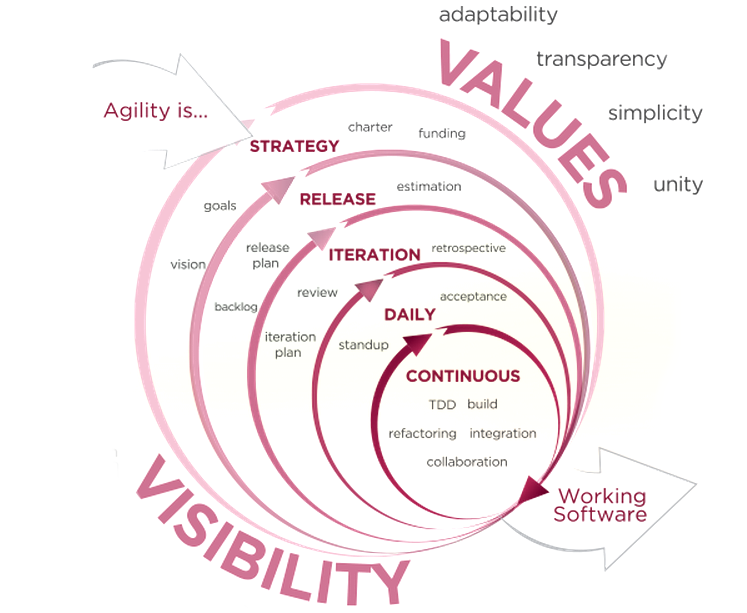 adaptability
transparency
simplicity
unity
VALUES
Agility is...
STRATEGY
charter
funding
goals
vision
RELEASE
estimation
release
plan
backlog
ITERATION
retrospective
review
iteration
plan
DAILY
acceptance
standup
CONTINUOUS
TDD build
refactoring integration
collaboration
Working
Software
VISIBILITY